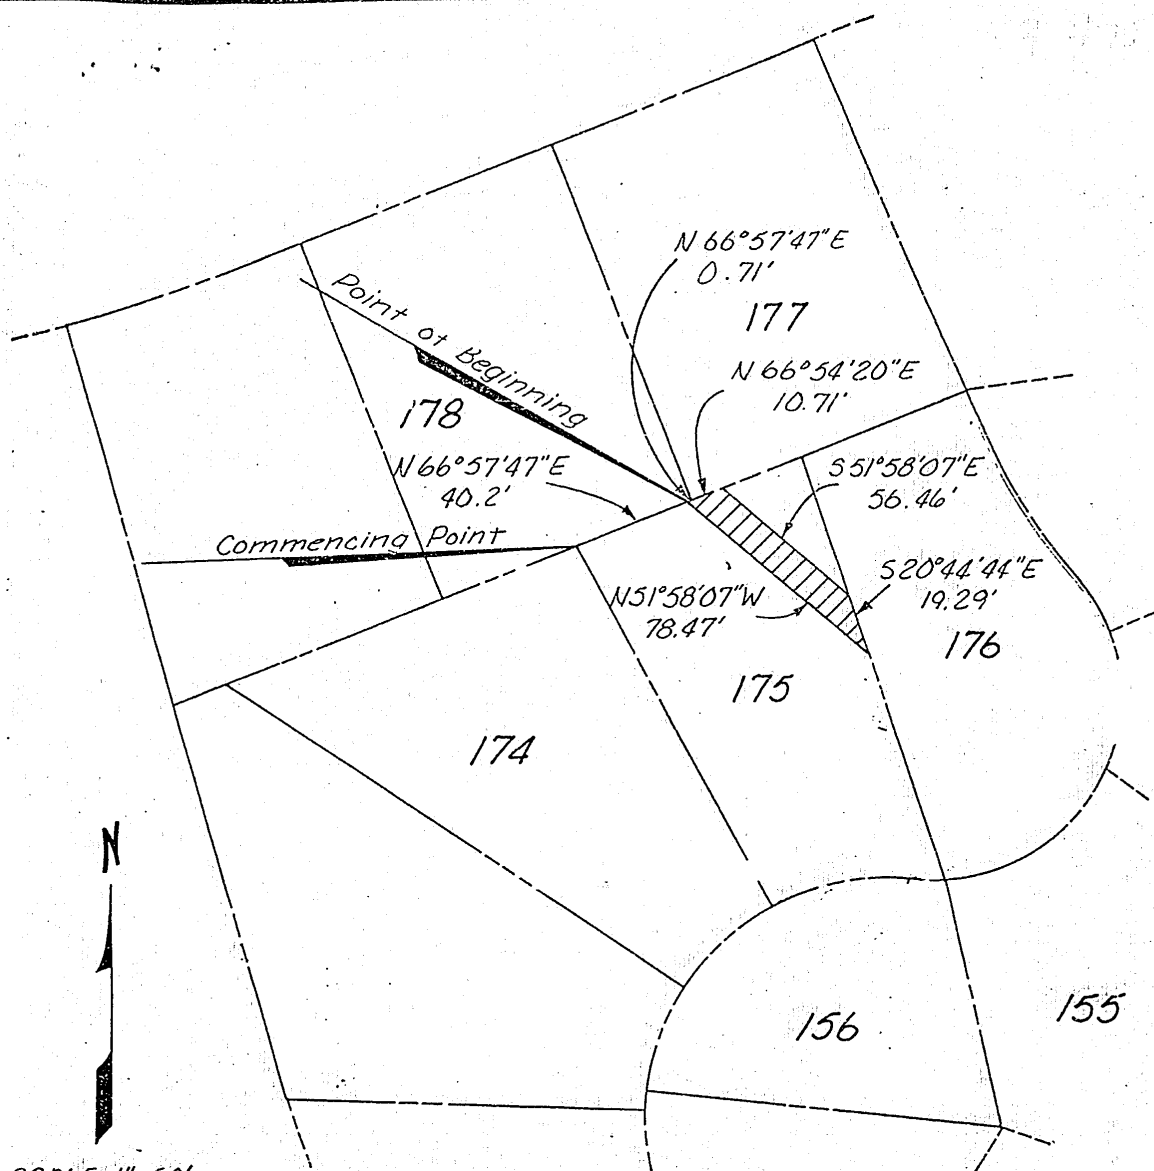 N 66°57'47"E
0.71'
177
Point of Beginning
N 66°54'20"E
10.71'
178
N 66°57'47"E
40.2'
S 51°58'07"E
56.46'
Commencing Point
S 20°44'44"E
19.29'
N51°58'07"W
78.47'
176
175
174
N
156
155